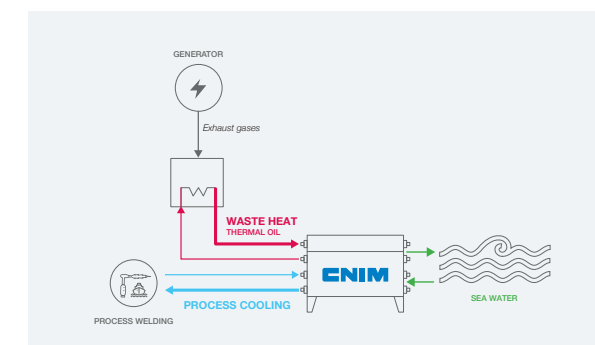 GENERATOR
Exhaust gases
WASTE HEAT
THERMAL OIL
CNIM
PROCESS COOLING
SEA WATER
PROCESS WELDING